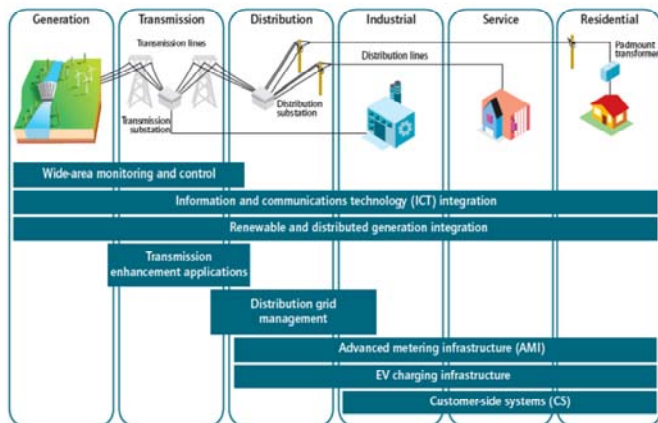 Generation
Transmission
Distribution
Industrial
Service
Residential
Transmission lines
Padmount
transformer
Distribution lines
Distribution
substation
Transmission
substation
Wide-area monitoring and control
Information and communications technology (ICT) integration
Renewable and distributed generation integration
Transmission
enhancement applications
Distribution grid
management
Advanced metering infrastructure (AMI)
EV charging infrastructure
Customer-side systems (CS)